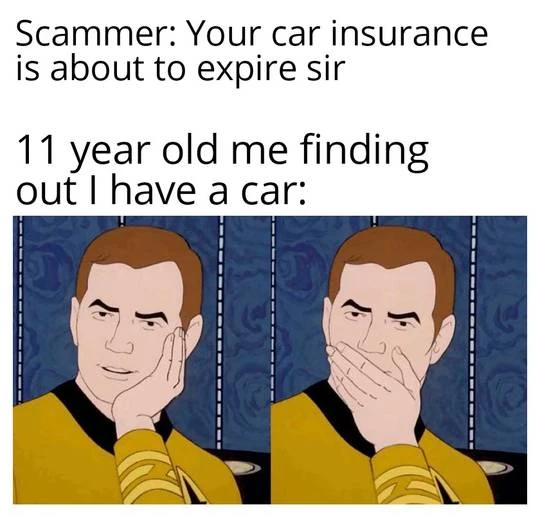 Scammer: Your car insurance
is about to expire sir
11 year old me finding
out I have a car: